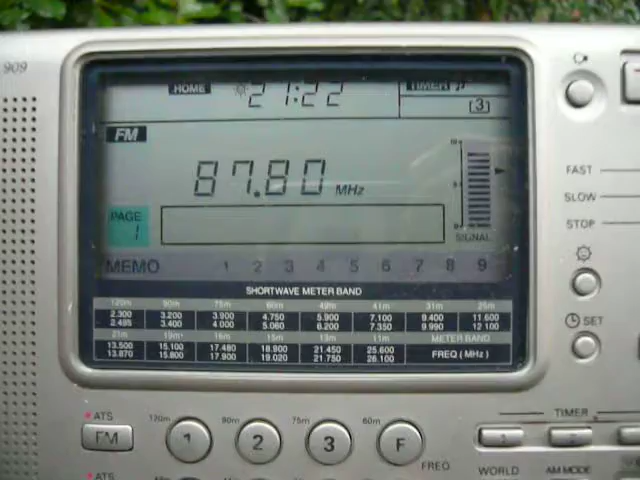 909
HOME 21:22 TIMER
3
FM
87.80 MHz
10
5
0
SIGNAL
PAGE
1
MEMO 1 2 3 4 5 6 7 8 9
SHORTWAVE METER BAND
120m 90m 75m 60m 49m 41m 31m 25m
2.300 3.200 3.900 4.750 5.900 7.100 9.400 11.600
2.495 3.400 4.000 5.060 6.200 7.350 9.990 12.100
21m 19m 16m 15m 13m 11m METER BAND
13.500 15.100 17.480 18.900 21.450 25.600 FREQ (MHz)
13.870 15.800 17.900 19.020 21.750 26.100
FAST
SLOW
STOP
SET
ATS 120m 90m 75m 60m TIMER
FM 1 2 3 F 1 2
FREQ
ATS WORLD AM MODE